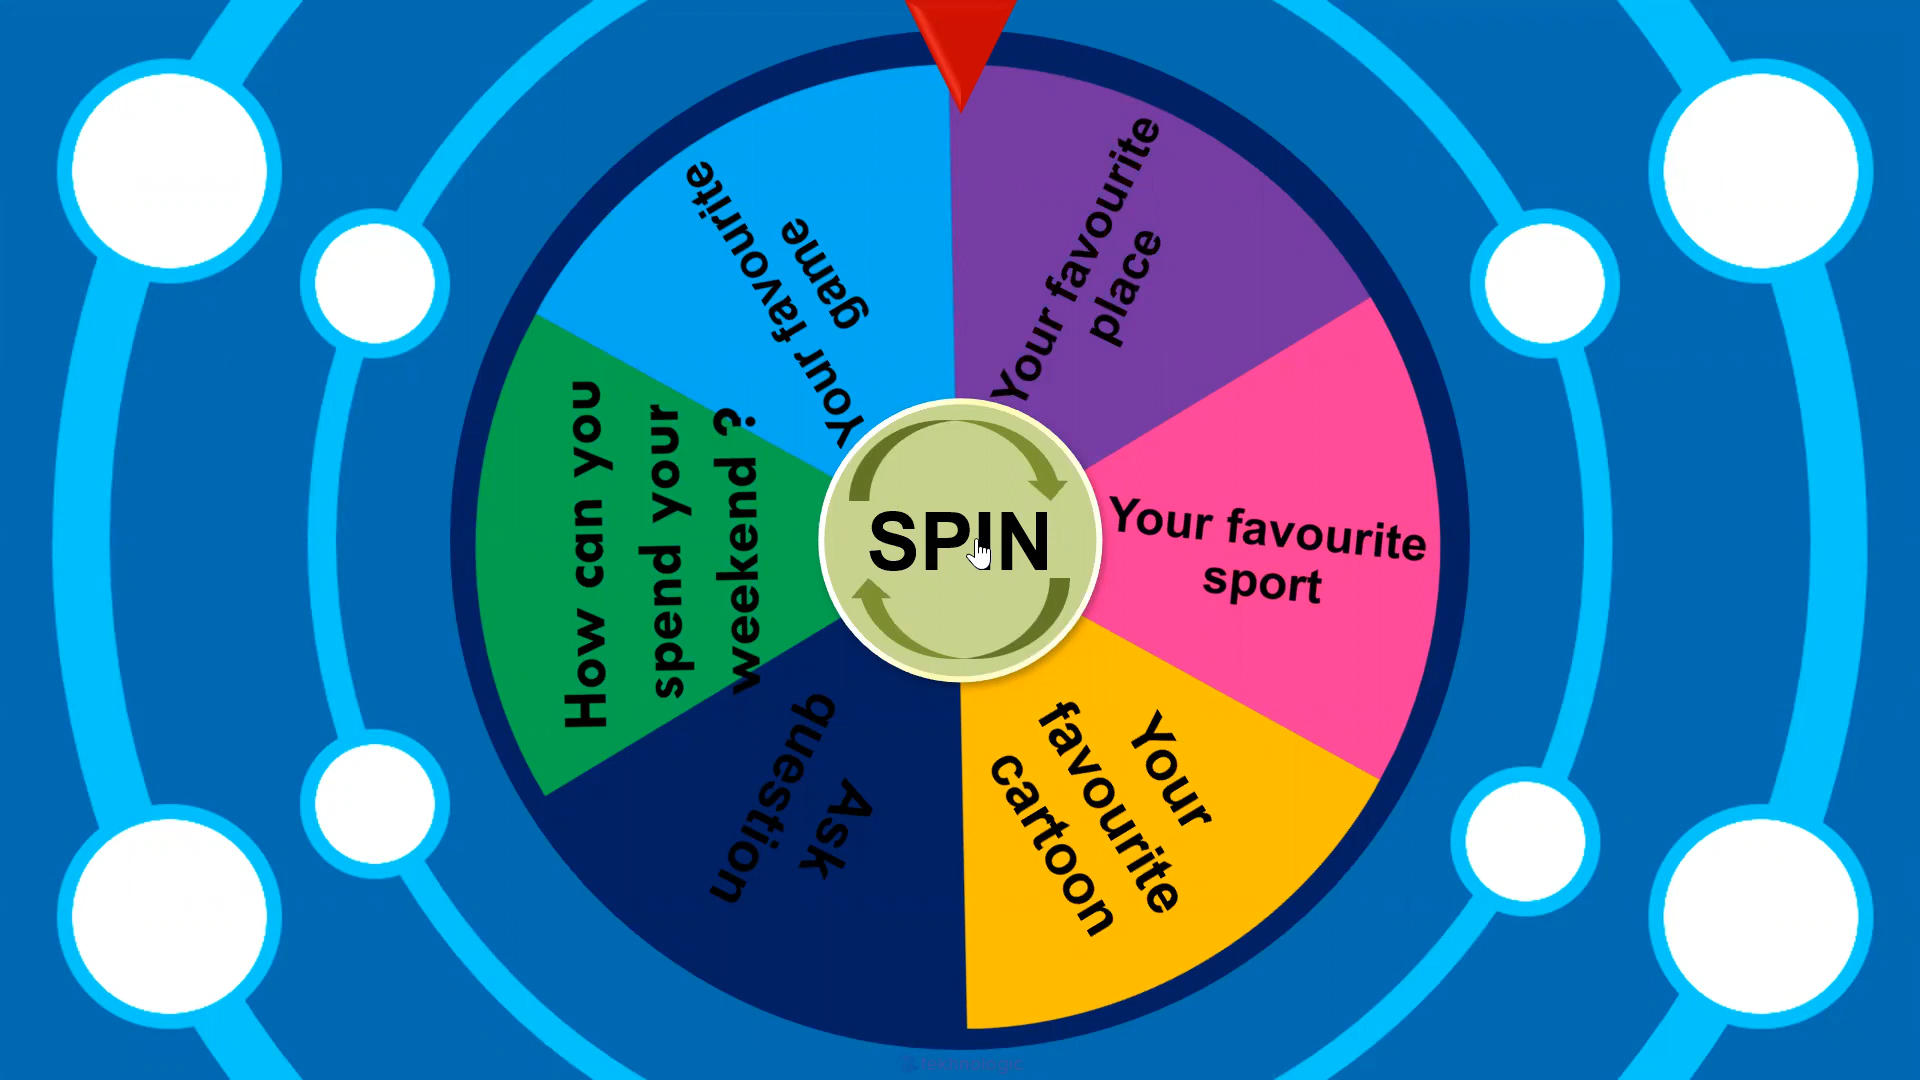 Your favourite
place
Your favourite
sport
Your
favourite
cartoon
Ask
question
How can you
spend your
weekend ?
Your favourite
game
SPIN